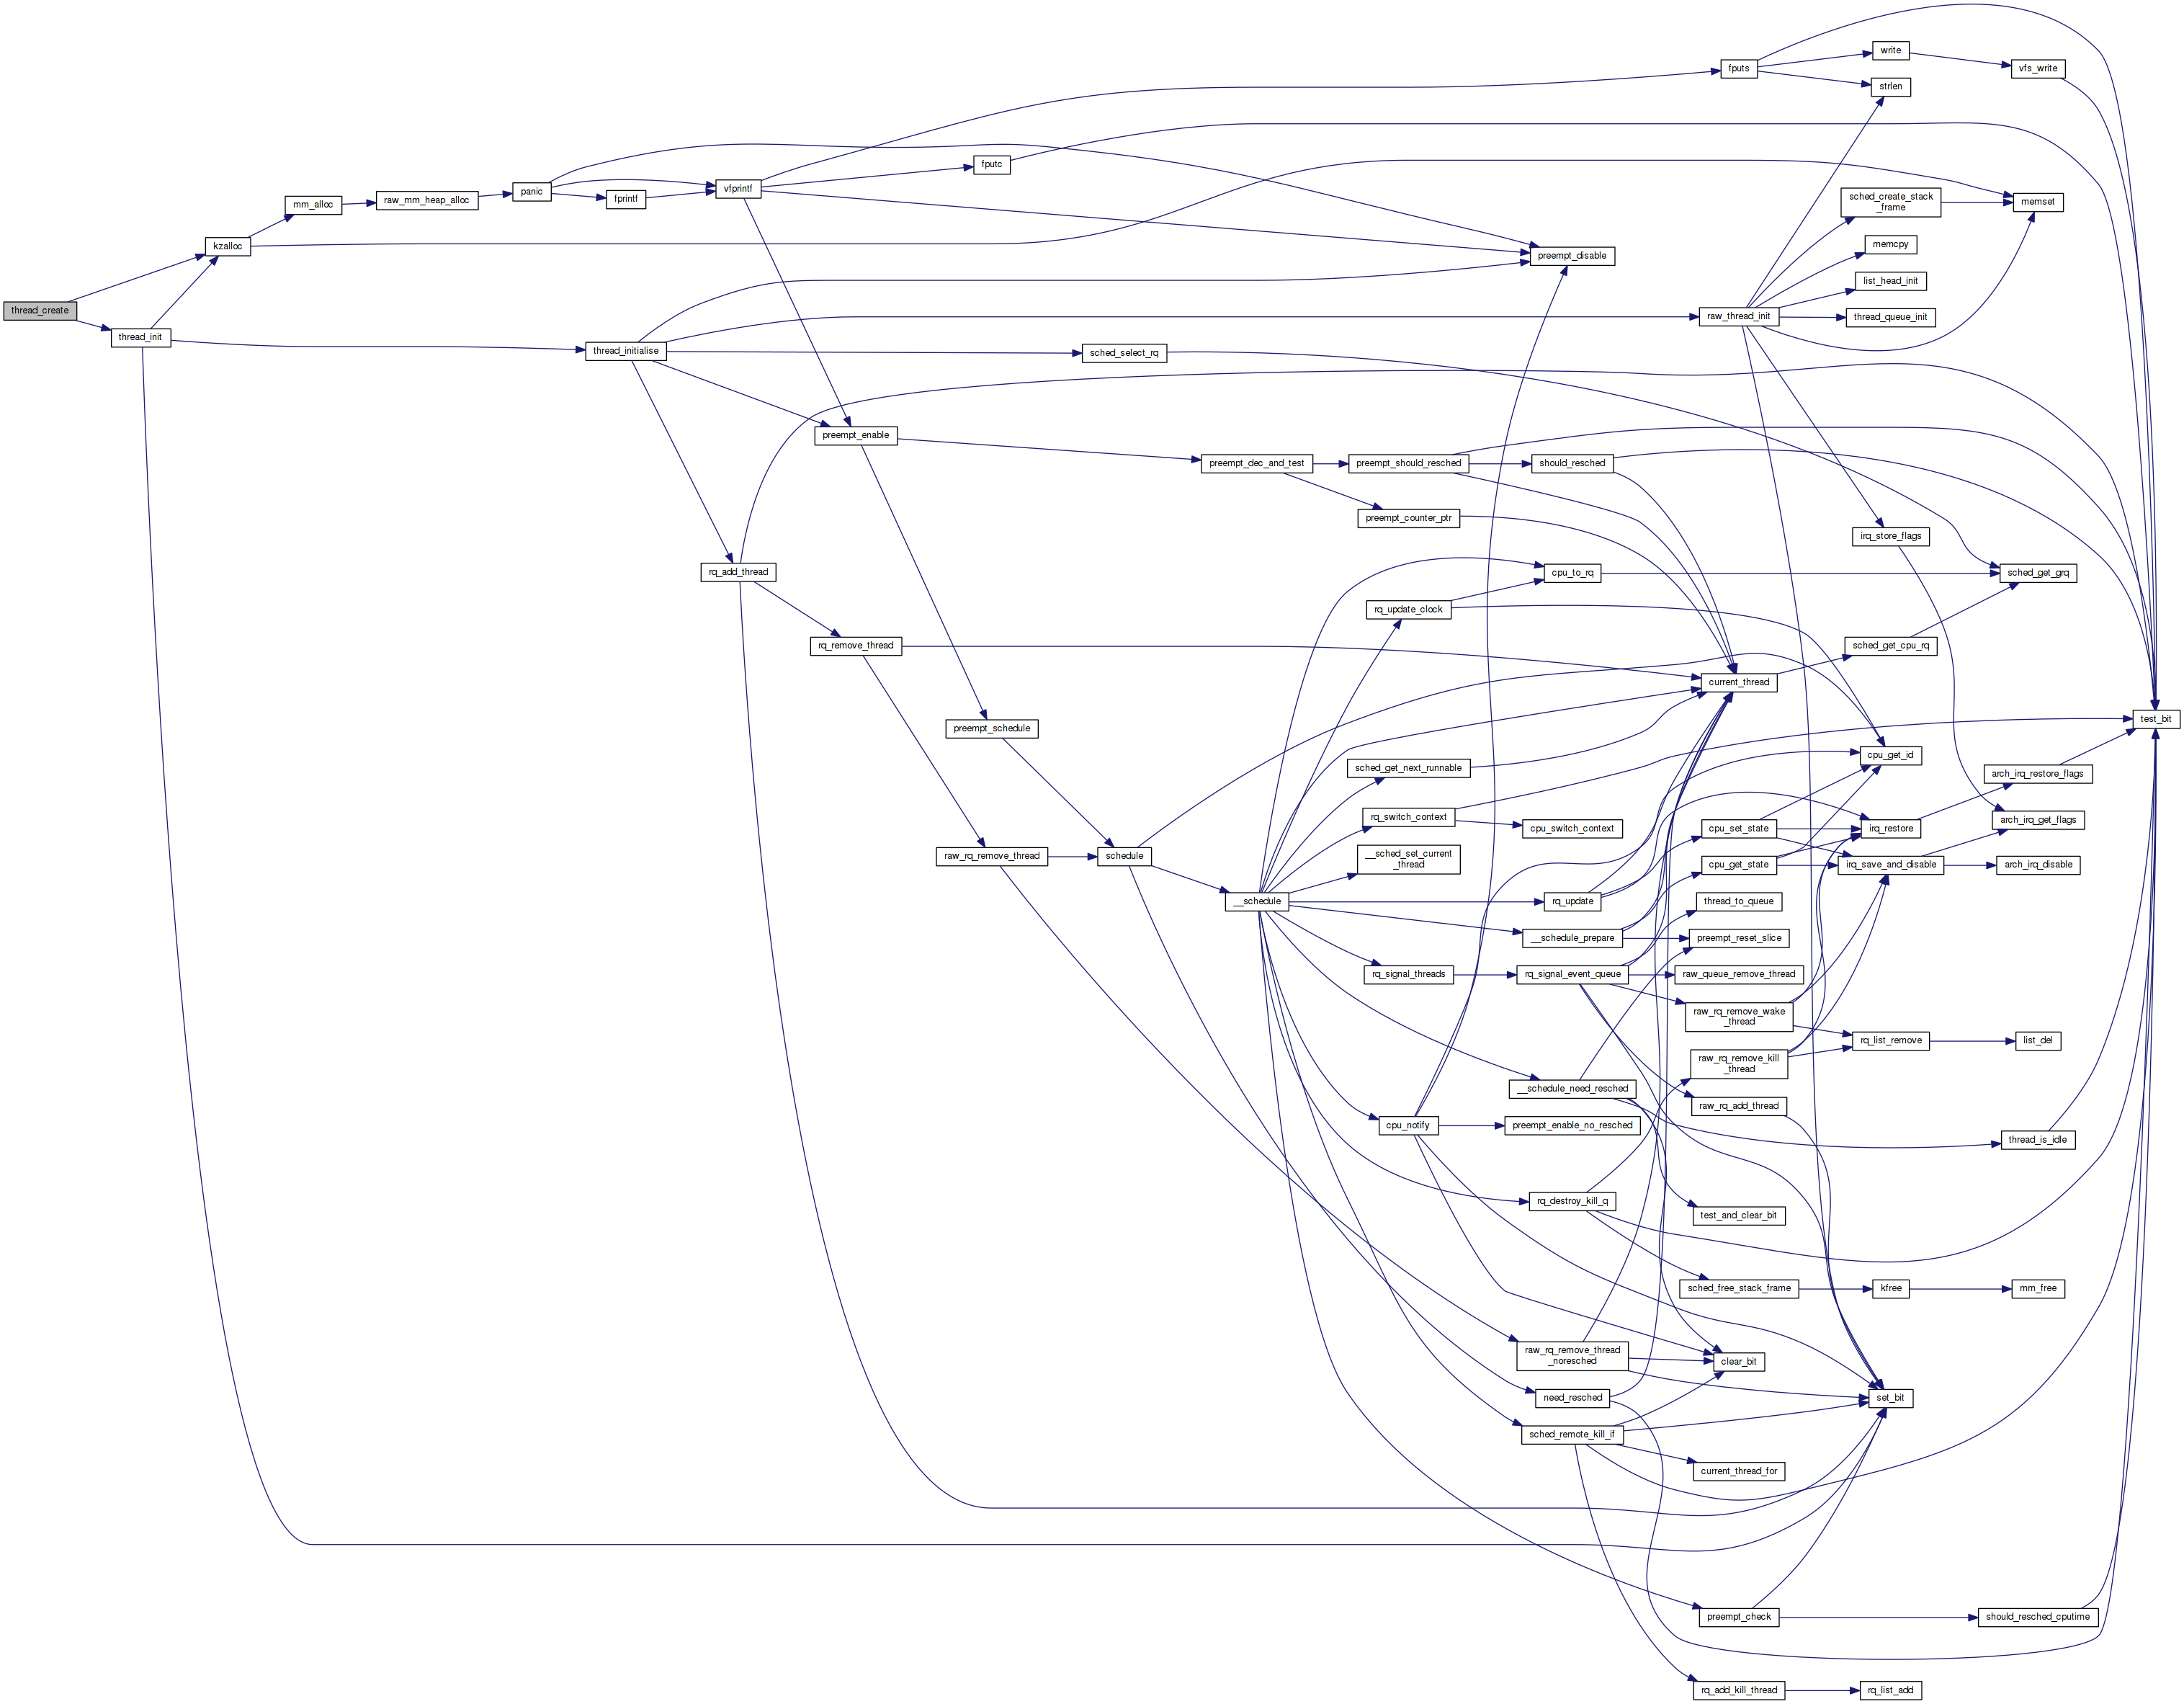 thread_create
kzalloc
thread_init
mm_alloc
raw_mm_heap_alloc
panic
fprintf
vfprintf
fputc
fputs
write
strlen
vfs_write
sched_create_stack
_frame
memset
memcpy
list_head_init
thread_queue_init
raw_thread_init
preempt_disable
thread_initialise
sched_select_rq
preempt_enable
preempt_dec_and_test
preempt_should_resched
should_resched
preempt_counter_ptr
irq_store_flags
rq_add_thread
cpu_to_rq
sched_get_grq
rq_update_clock
rq_remove_thread
sched_get_cpu_rq
current_thread
preempt_schedule
test_bit
sched_get_next_runnable
cpu_get_id
arch_irq_restore_flags
rq_switch_context
cpu_switch_context
cpu_set_state
irq_restore
arch_irq_get_flags
raw_rq_remove_thread
schedule
__sched_set_current
_thread
cpu_get_state
irq_save_and_disable
arch_irq_disable
__schedule
rq_update
thread_to_queue
__schedule_prepare
preempt_reset_slice
rq_signal_threads
rq_signal_event_queue
raw_queue_remove_thread
raw_rq_remove_wake
_thread
rq_list_remove
list_del
raw_rq_remove_kill
_thread
__schedule_need_resched
raw_rq_add_thread
cpu_notify
preempt_enable_no_resched
thread_is_idle
rq_destroy_kill_q
test_and_clear_bit
sched_free_stack_frame
kfree
mm_free
raw_rq_remove_thread
_noresched
clear_bit
need_resched
set_bit
sched_remote_kill_if
current_thread_for
preempt_check
should_resched_cputime
rq_add_kill_thread
rq_list_add